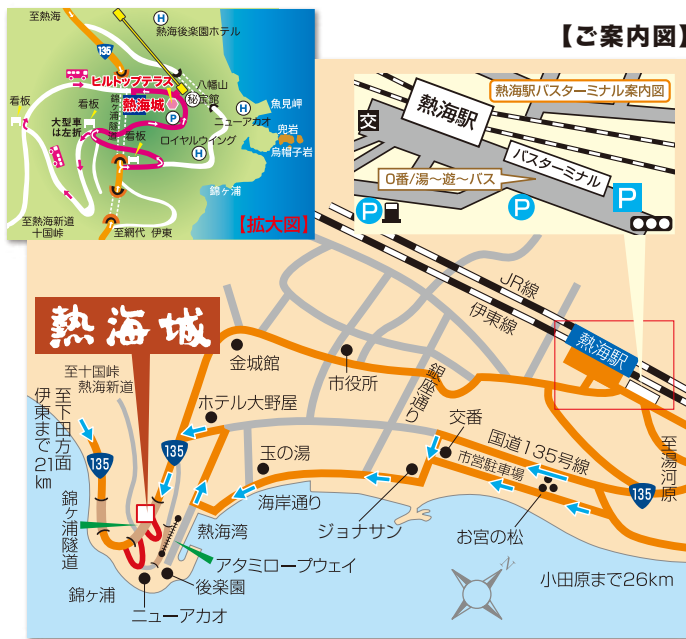 【ご案内図】
至熱海
135
H
熱海後楽園ホテル
ヒルトップテラス
八幡山
看板
看板
錦ヶ浦隧道
熱海城
秘宝館
H
魚見岬
大型車
は左折
P
ニューアカオ
兜岩
看板
ロイヤルウイング
H
烏帽子岩
錦ヶ浦
至熱海新道
十国峠
至網代 伊東
【拡大図】
熱海駅バスターミナル案内図
熱海駅
交
バスターミナル
0番/湯〜遊〜バス
P
P
P
JR線
伊東線
熱海駅
熱海城
至十国峠
熱海新道
金城館
市役所
銀座通り
至下田方面
伊東まで21km
ホテル大野屋
交番
国道135号線
至湯河原
135
135
玉の湯
市営駐車場
135
海岸通り
ジョナサン
お宮の松
錦ヶ浦隧道
熱海湾
アタミロープウェイ
後楽園
錦ヶ浦
ニューアカオ
N
小田原まで26km